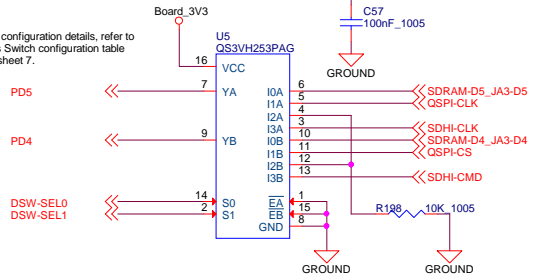 Board_3V3
C57
100nF_1005
configuration details, refer to
s Switch configuration table
sheet 7.
U5
QS3VH253PAG
GROUND
16
VCC
PD5
7
YA
I0A
6
SDRAM-D5_JA3-D5
I1A
5
QSPI-CLK
I2A
4
I3A
3
SDHI-CLK
PD4
9
YB
I0B
10
SDRAM-D4_JA3-D4
I1B
11
QSPI-CS
I2B
12
I3B
13
SDHI-CMD
DSW-SEL0
14
S0
EA
1
DSW-SEL1
2
S1
EB
15
GND
8
R198
10K_1005
GROUND
GROUND